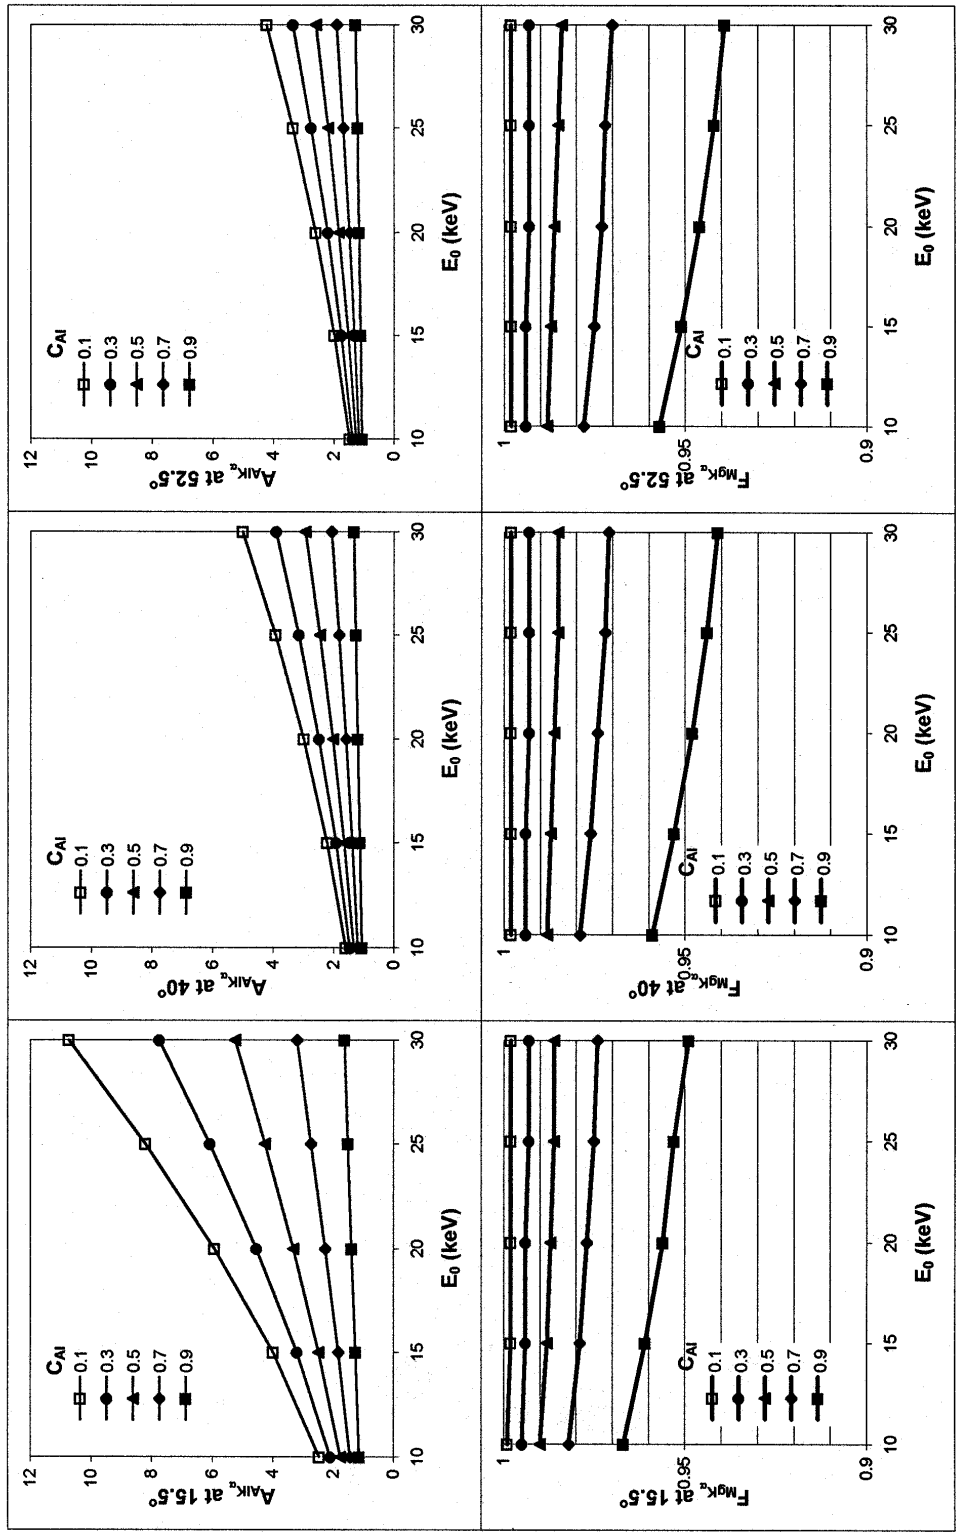 A_AlKα at 15.5°
12
10
8
6
4
2
0
C_Al
0.1
0.3
0.5
0.7
0.9
10 15 20 25 30
E₀ (keV)
A_AlKα at 40°
12
10
8
6
4
2
0
C_Al
0.1
0.3
0.5
0.7
0.9
10 15 20 25 30
E₀ (keV)
A_AlKα at 52.5°
12
10
8
6
4
2
0
C_Al
0.1
0.3
0.5
0.7
0.9
10 15 20 25 30
E₀ (keV)
F_MgKα at 15.5°
1
0.95
0.9
C_Al
0.1
0.3
0.5
0.7
0.9
10 15 20 25 30
E₀ (keV)
F_MgKα at 40°
1
0.95
0.9
C_Al
0.1
0.3
0.5
0.7
0.9
10 15 20 25 30
E₀ (keV)
F_MgKα at 52.5°
1
0.95
0.9
C_Al
0.1
0.3
0.5
0.7
0.9
10 15 20 25 30
E₀ (keV)